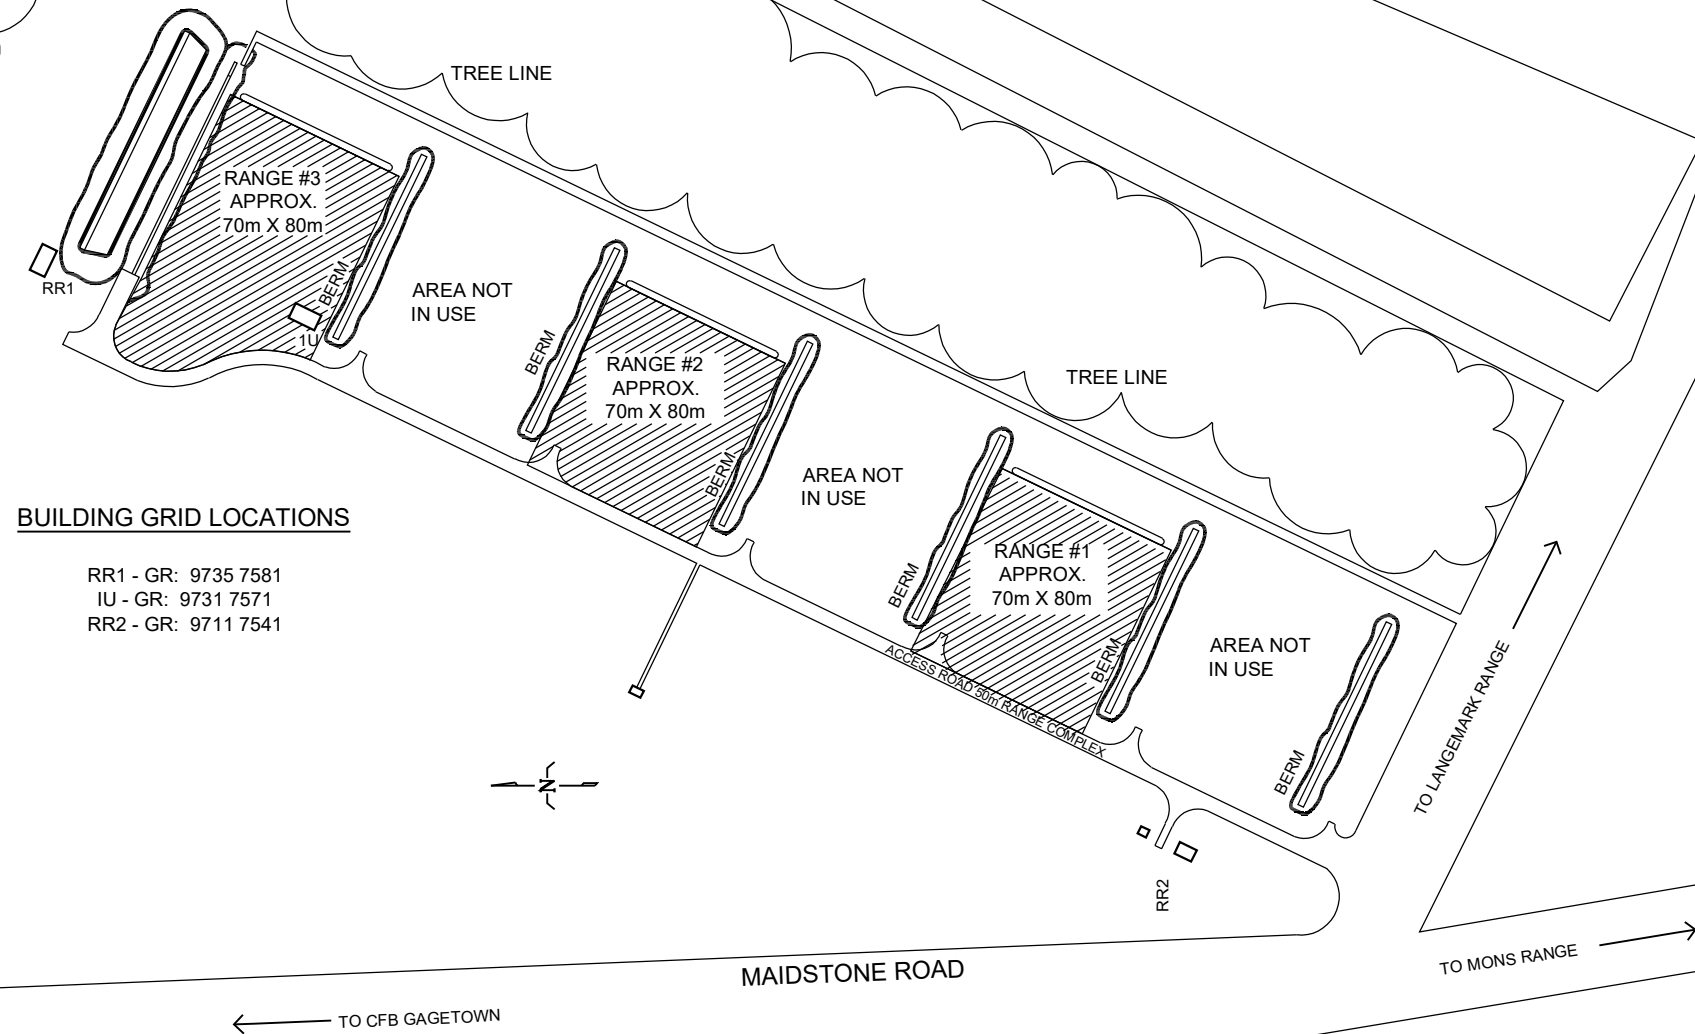 TREE LINE
RANGE #3
APPROX.
70m X 80m
RR1
BERM
1U
AREA NOT
IN USE
BERM
RANGE #2
APPROX.
70m X 80m
BERM
TREE LINE
AREA NOT
IN USE
BERM
RANGE #1
APPROX.
70m X 80m
BERM
AREA NOT
IN USE
BERM
ACCESS ROAD 50m RANGE COMPLEX
BUILDING GRID LOCATIONS
RR1 - GR: 9735 7581
IU - GR: 9731 7571
RR2 - GR: 9711 7541
N
RR2
TO LANGEMARK RANGE
TO MONS RANGE
MAIDSTONE ROAD
TO CFB GAGETOWN